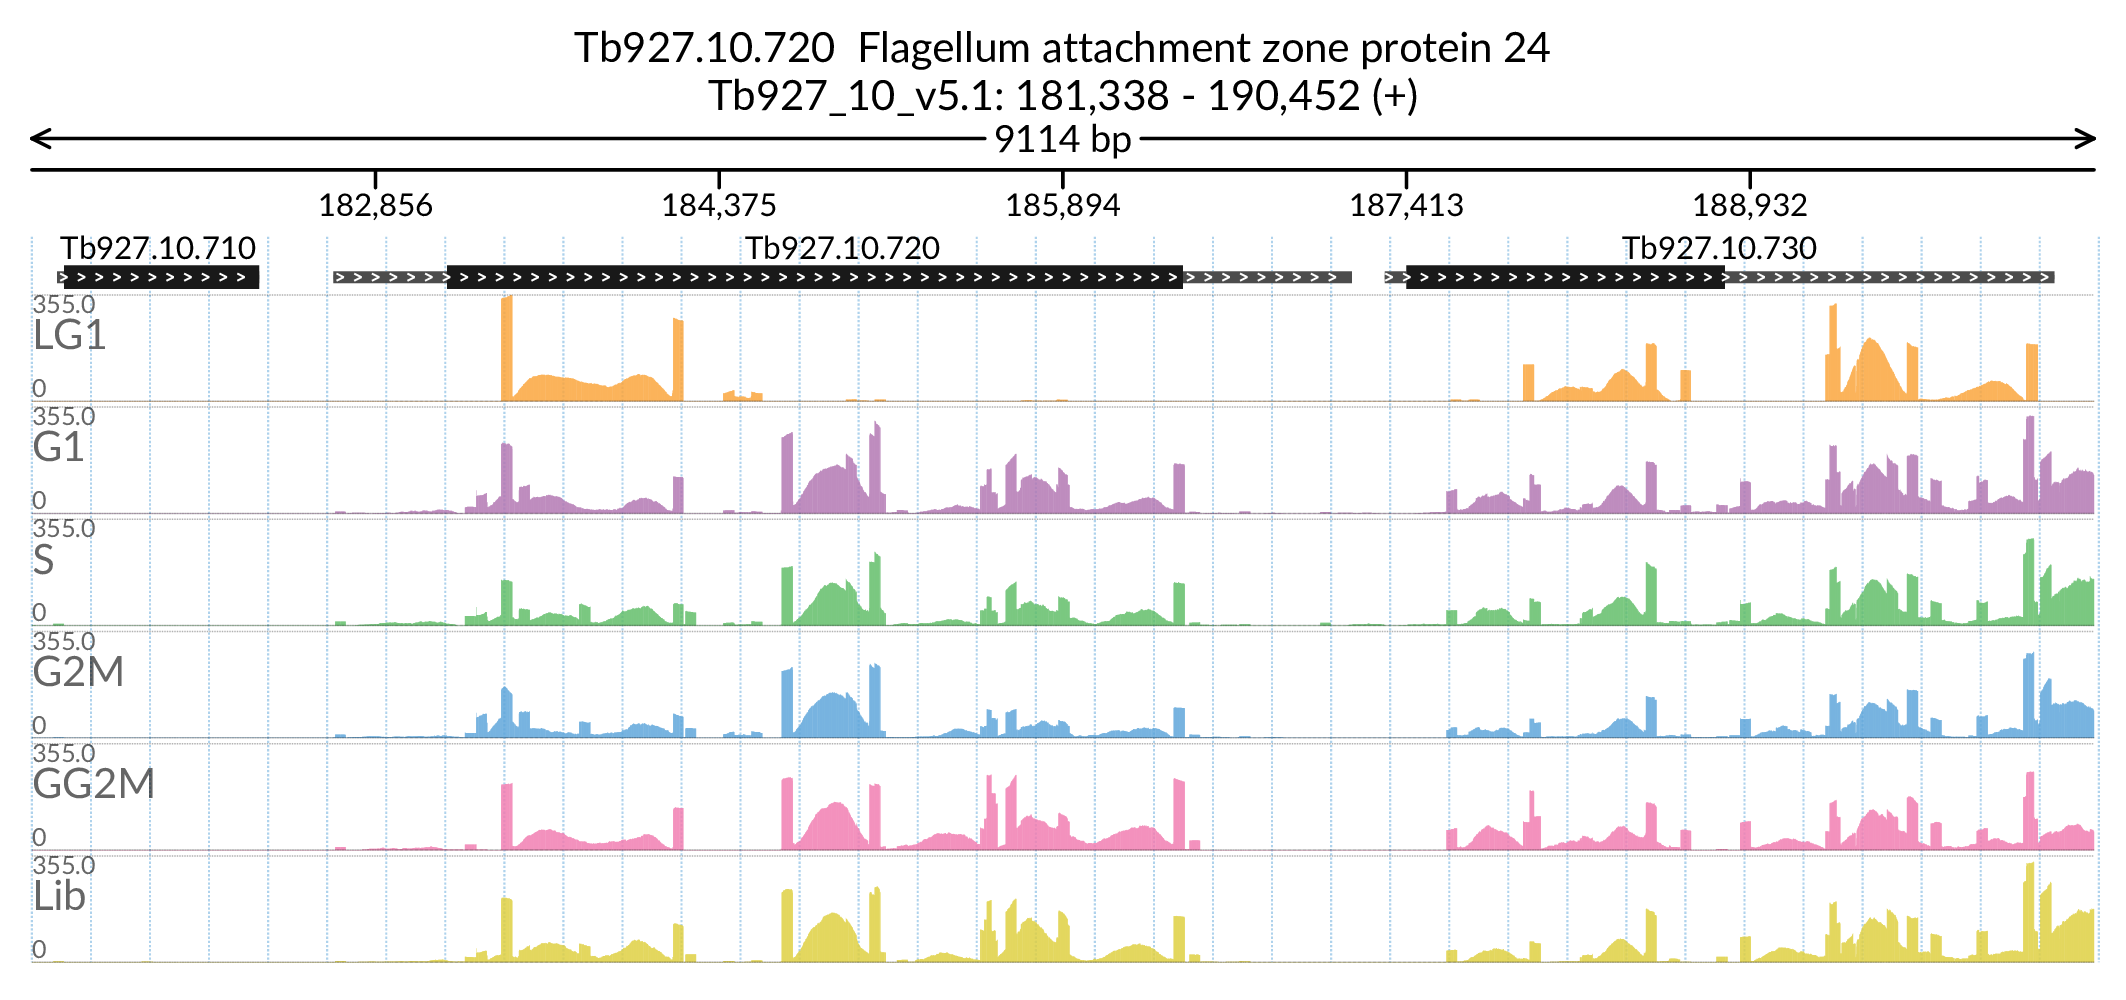 Tb927.10.720 Flagellum attachment zone protein 24
Tb927_10_v5.1: 181,338 - 190,452 (+)
9114 bp
182,856 184,375 185,894 187,413 188,932
Tb927.10.710 Tb927.10.720 Tb927.10.730
355.0
LG1
0
355.0
G1
0
355.0
S
0
355.0
G2M
0
355.0
GG2M
0
355.0
Lib
0